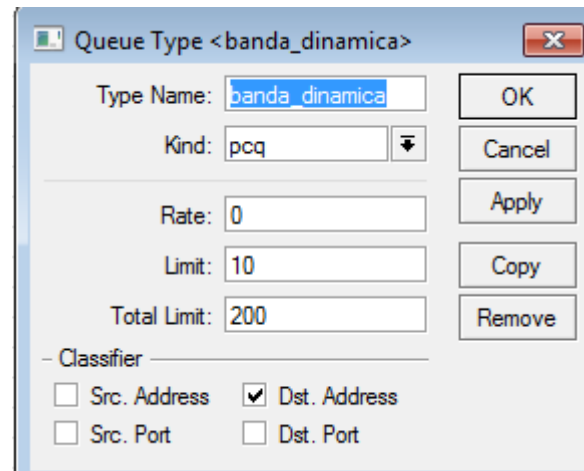 Queue Type <banda_dinamica>
Type Name: banda_dinamica
OK
Kind: pcq
Cancel
Apply
Rate: 0
Limit: 10
Copy
Total Limit: 200
Remove
Classifier
Src. Address Dst. Address
Src. Port Dst. Port